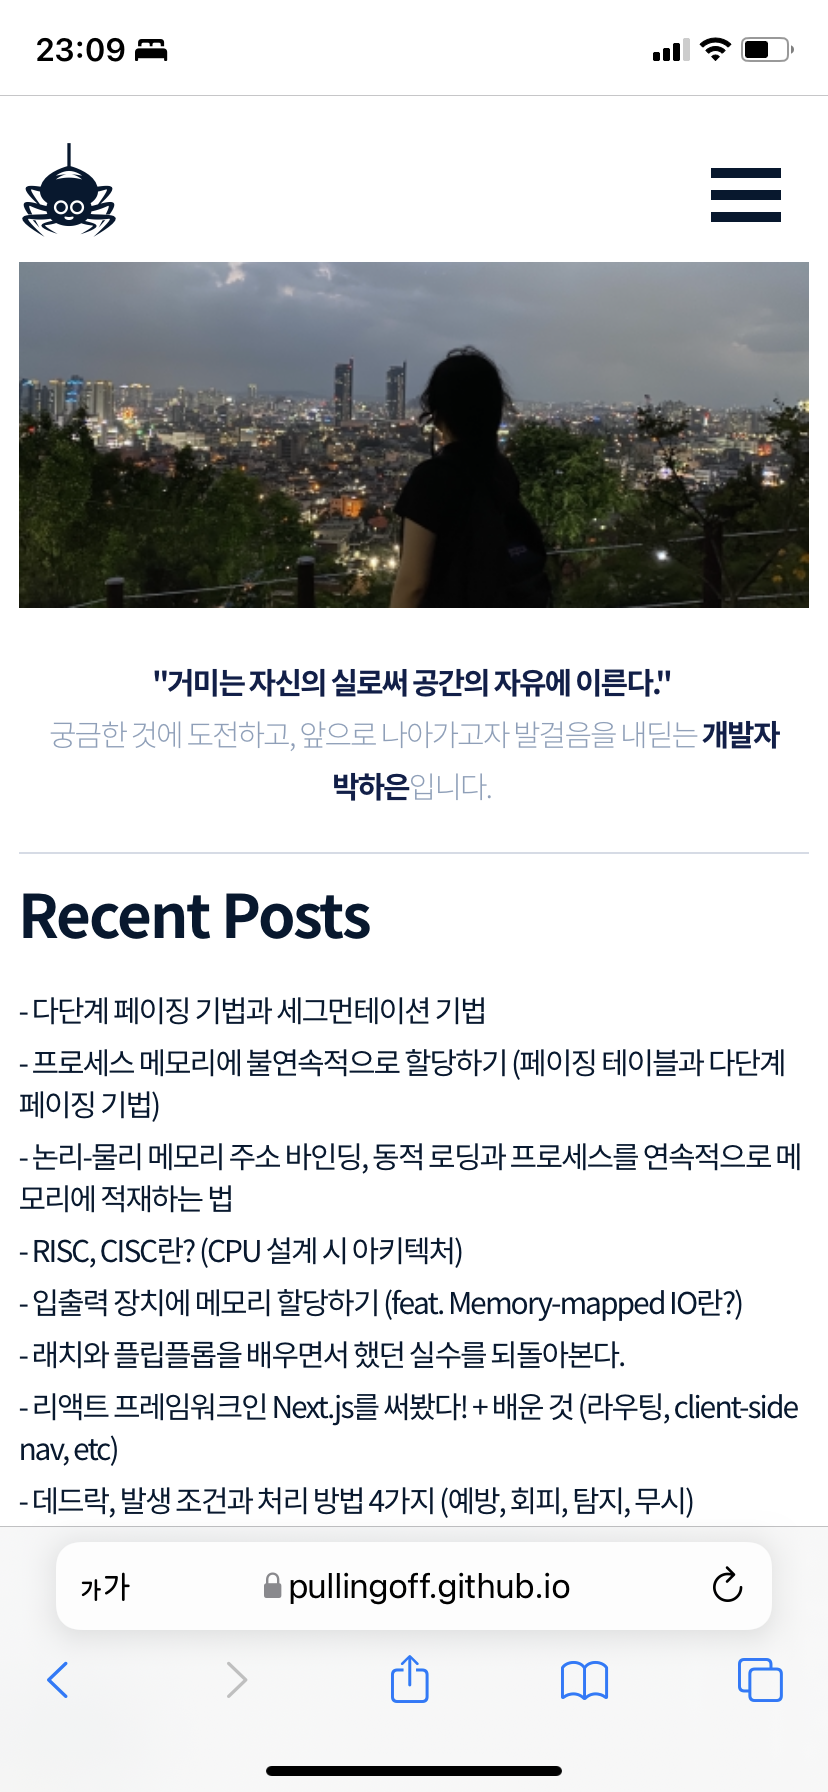 23:09
"거미는 자신의 실로써 공간의 자유에 이른다."
궁금한 것에 도전하고, 앞으로 나아가고자 발걸음을 내딛는 개발자
박하은입니다.
Recent Posts
- 다단계 페이징 기법과 세그먼테이션 기법
- 프로세스 메모리에 불연속적으로 할당하기 (페이징 테이블과 다단계
페이징 기법)
- 논리-물리 메모리 주소 바인딩, 동적 로딩과 프로세스를 연속적으로 메
모리에 적재하는 법
- RISC, CISC란? (CPU 설계 시 아키텍처)
- 입출력 장치에 메모리 할당하기 (feat. Memory-mapped IO란?)
- 래치와 플립플롭을 배우면서 했던 실수를 되돌아본다.
- 리액트 프레임워크인 Next.js를 써봤다! + 배운 것 (라우팅, client-side
nav, etc)
- 데드락, 발생 조건과 처리 방법 4가지 (예방, 회피, 탐지, 무시)
가가 pullingoff.github.io